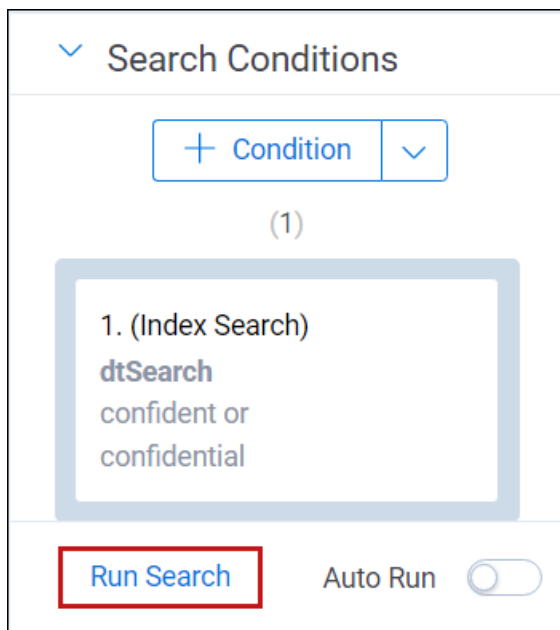 Search Conditions
+ Condition
(1)
1. (Index Search)
dtSearch
confident or
confidential
Run Search
Auto Run